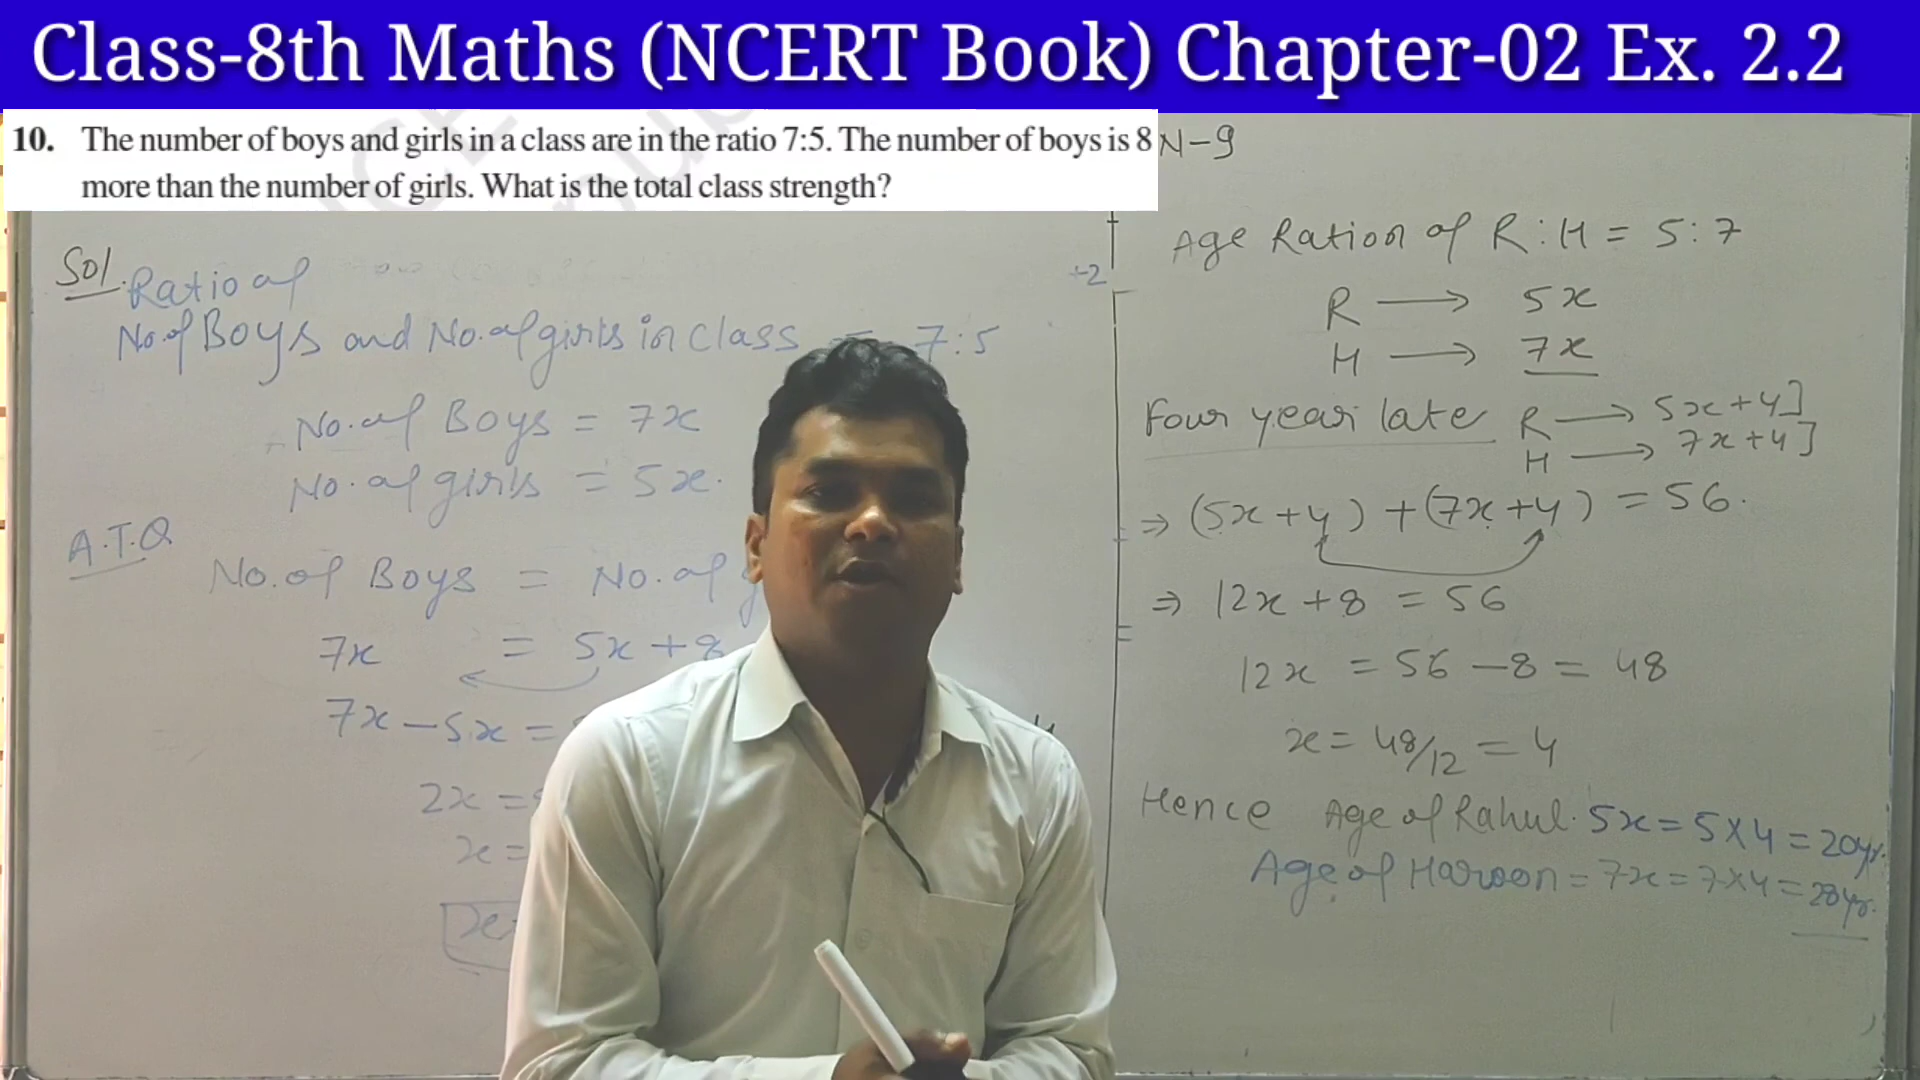 Class-8th Maths (NCERT Book) Chapter-02 Ex. 2.2
10. The number of boys and girls in a class are in the ratio 7:5. The number of boys is 8
more than the number of girls. What is the total class strength?
Sol.
Ratio of
No. of Boys and No. of girls in class = 7:5
No. of Boys = 7x
No. of girls = 5x.
A.T.Q
No. of Boys = No. of g
7x = 5x + 8
7x - 5x =
2x =
x =
x
N-9
+2
Age Ration of R:H = 5:7
R → 5x
H → 7x
Four year late R → 5x+4]
H → 7x+4]
⇒ (5x+4) + (7x+4) = 56.
⇒ 12x + 8 = 56
12x = 56 - 8 = 48
x = 48/12 = 4
Hence Age of Rahul. 5x = 5×4 = 20yr.
Age of Haroon = 7x = 7×4 = 28yr.